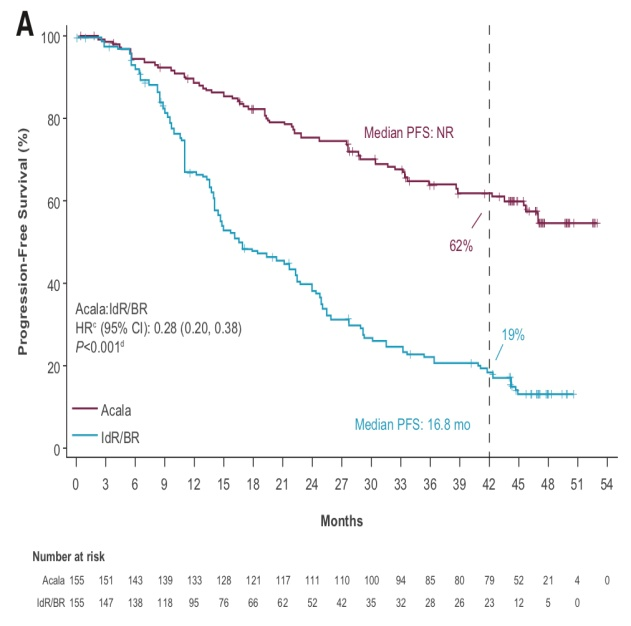 A
Progression-Free Survival (%)
100
80
60
40
20
0
Median PFS: NR
62%
19%
Acala:IdR/BR
HRᶜ (95% CI): 0.28 (0.20, 0.38)
P<0.001ᵈ
Acala
IdR/BR
Median PFS: 16.8 mo
0 3 6 9 12 15 18 21 24 27 30 33 36 39 42 45 48 51 54
Months
Number at risk
Acala 155 151 143 139 133 128 121 117 111 110 100 94 85 80 79 52 21 4 0
IdR/BR 155 147 138 118 95 76 66 62 52 42 35 32 28 26 23 12 5 0